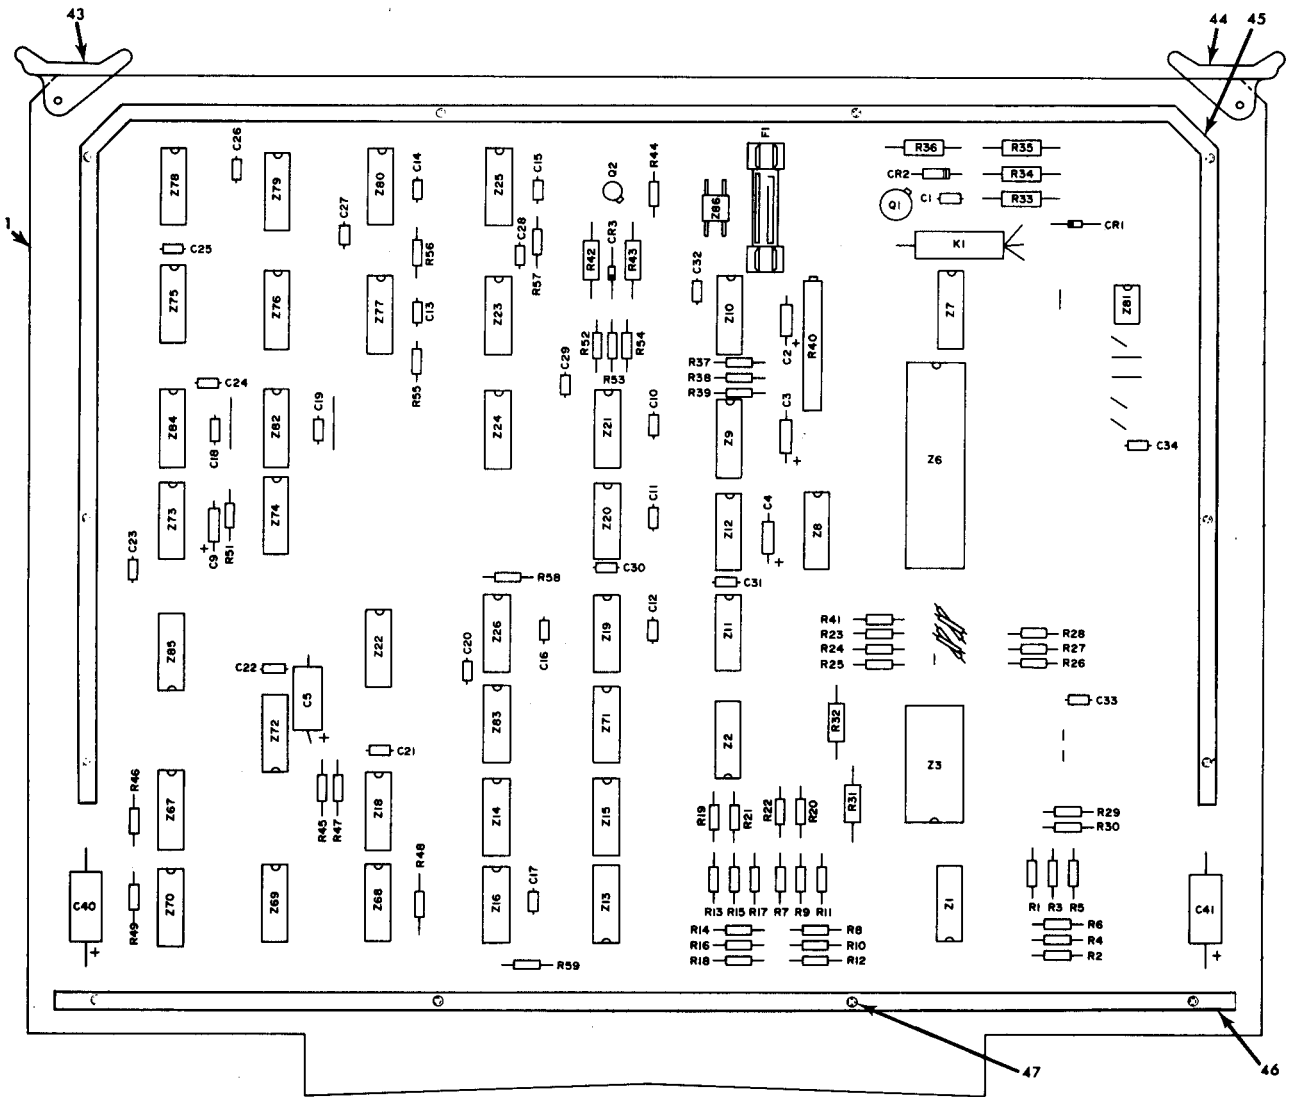 43
44
45
1
C26
Z78
Z79
Z80
C14
Z25
C15
Q2
R44
F1
Z86
R36
R35
CR2
R34
Q1
C1
R33
CR1
K1
C27
C25
R56
C28
R57
R42
CR3
R43
C32
Z75
Z76
Z77
C13
Z23
Z10
C2
+
R40
Z7
Z81
R52
R53
R54
R55
C29
R37
R38
R39
C24
Z84
C18
Z82
C19
Z24
Z21
C10
Z9
C3
+
Z6
C34
Z73
C9
+
R51
Z74
Z20
C11
Z12
C4
+
Z8
C23
C30
C31
R58
Z85
Z22
Z26
C16
Z19
C12
Z11
R41
R23
R24
R25
R28
R27
R26
C22
C5
+
C20
Z72
C21
Z83
Z71
Z2
R32
Z3
C33
R46
Z67
R45
R47
Z18
Z14
Z15
R19
R21
R22
R20
R31
R29
R30
C40
+
R49
Z70
Z69
Z68
R48
Z16
C17
Z13
R13
R15
R17
R7
R9
R11
Z1
R1
R3
R5
C41
+
R14
R16
R18
R8
R10
R12
R6
R4
R2
R59
47
46